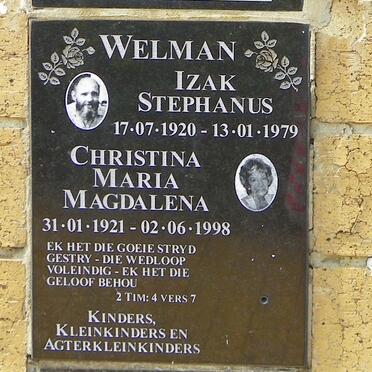 WELMAN
IZAK
STEPHANUS
17·07·1920 - 13·01·1979
CHRISTINA
MARIA
MAGDALENA
31·01·1921 - 02·06·1998
EK HET DIE GOEIE STRYD
GESTRY - DIE WEDLOOP
VOLEINDIG - EK HET DIE
GELOOF BEHOU
2 TIM: 4 VERS 7
KINDERS,
KLEINKINDERS EN
AGTERKLEINKINDERS